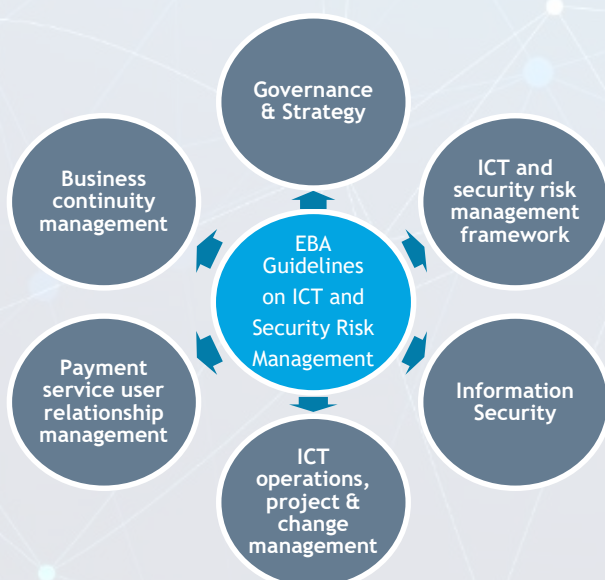 Governance
& Strategy
ICT and
security risk
management
framework
Information
Security
ICT
operations,
project &
change
management
Payment
service user
relationship
management
Business
continuity
management
EBA
Guidelines
on ICT and
Security Risk
Management